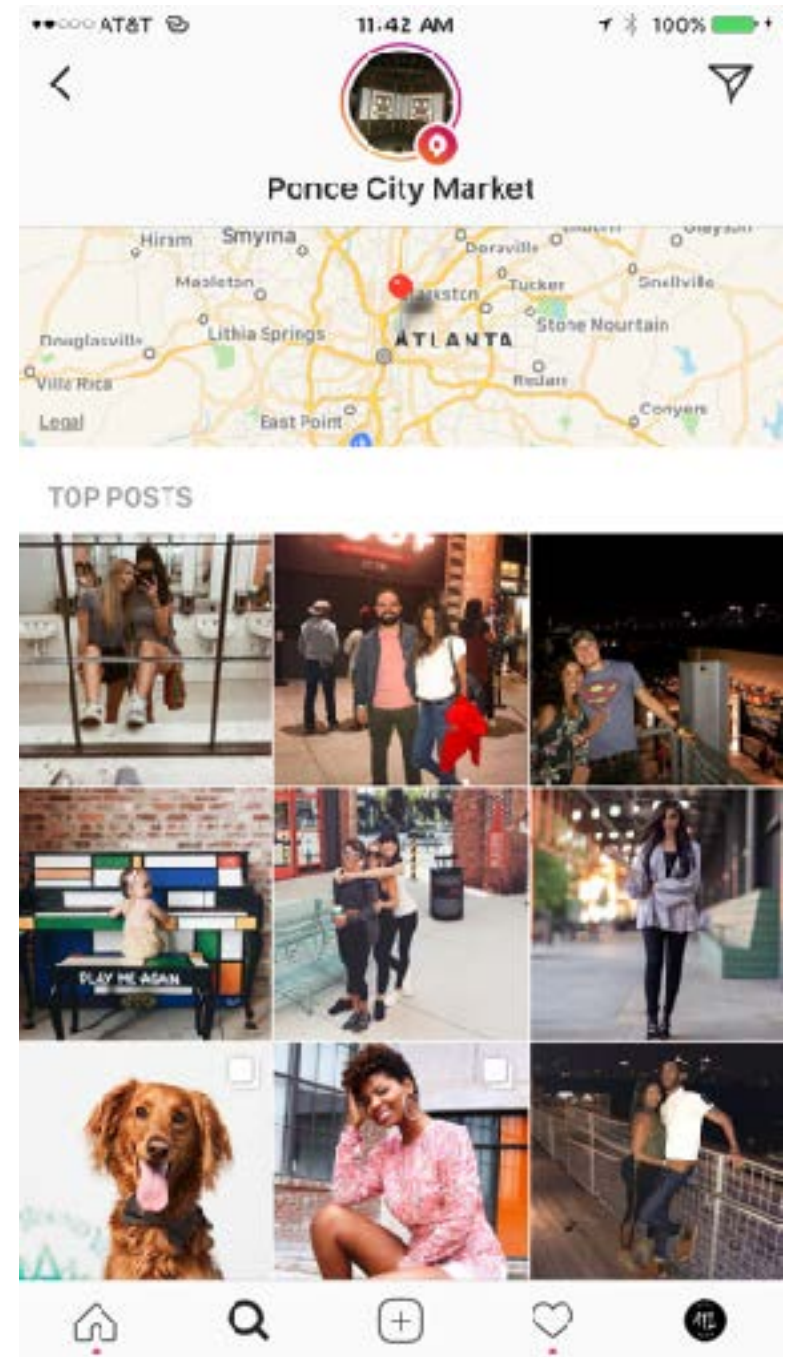 AT&T 11:42 AM 100%
Ponce City Market
Hiram Smyrna
Doraville
Mableton Tucker Snellville
Lithia Springs Stone Mountain
Douglasville ATLANTA
Villa Rica Redan
Legal East Point Conyers
TOP POSTS
PLAY ME AGAIN